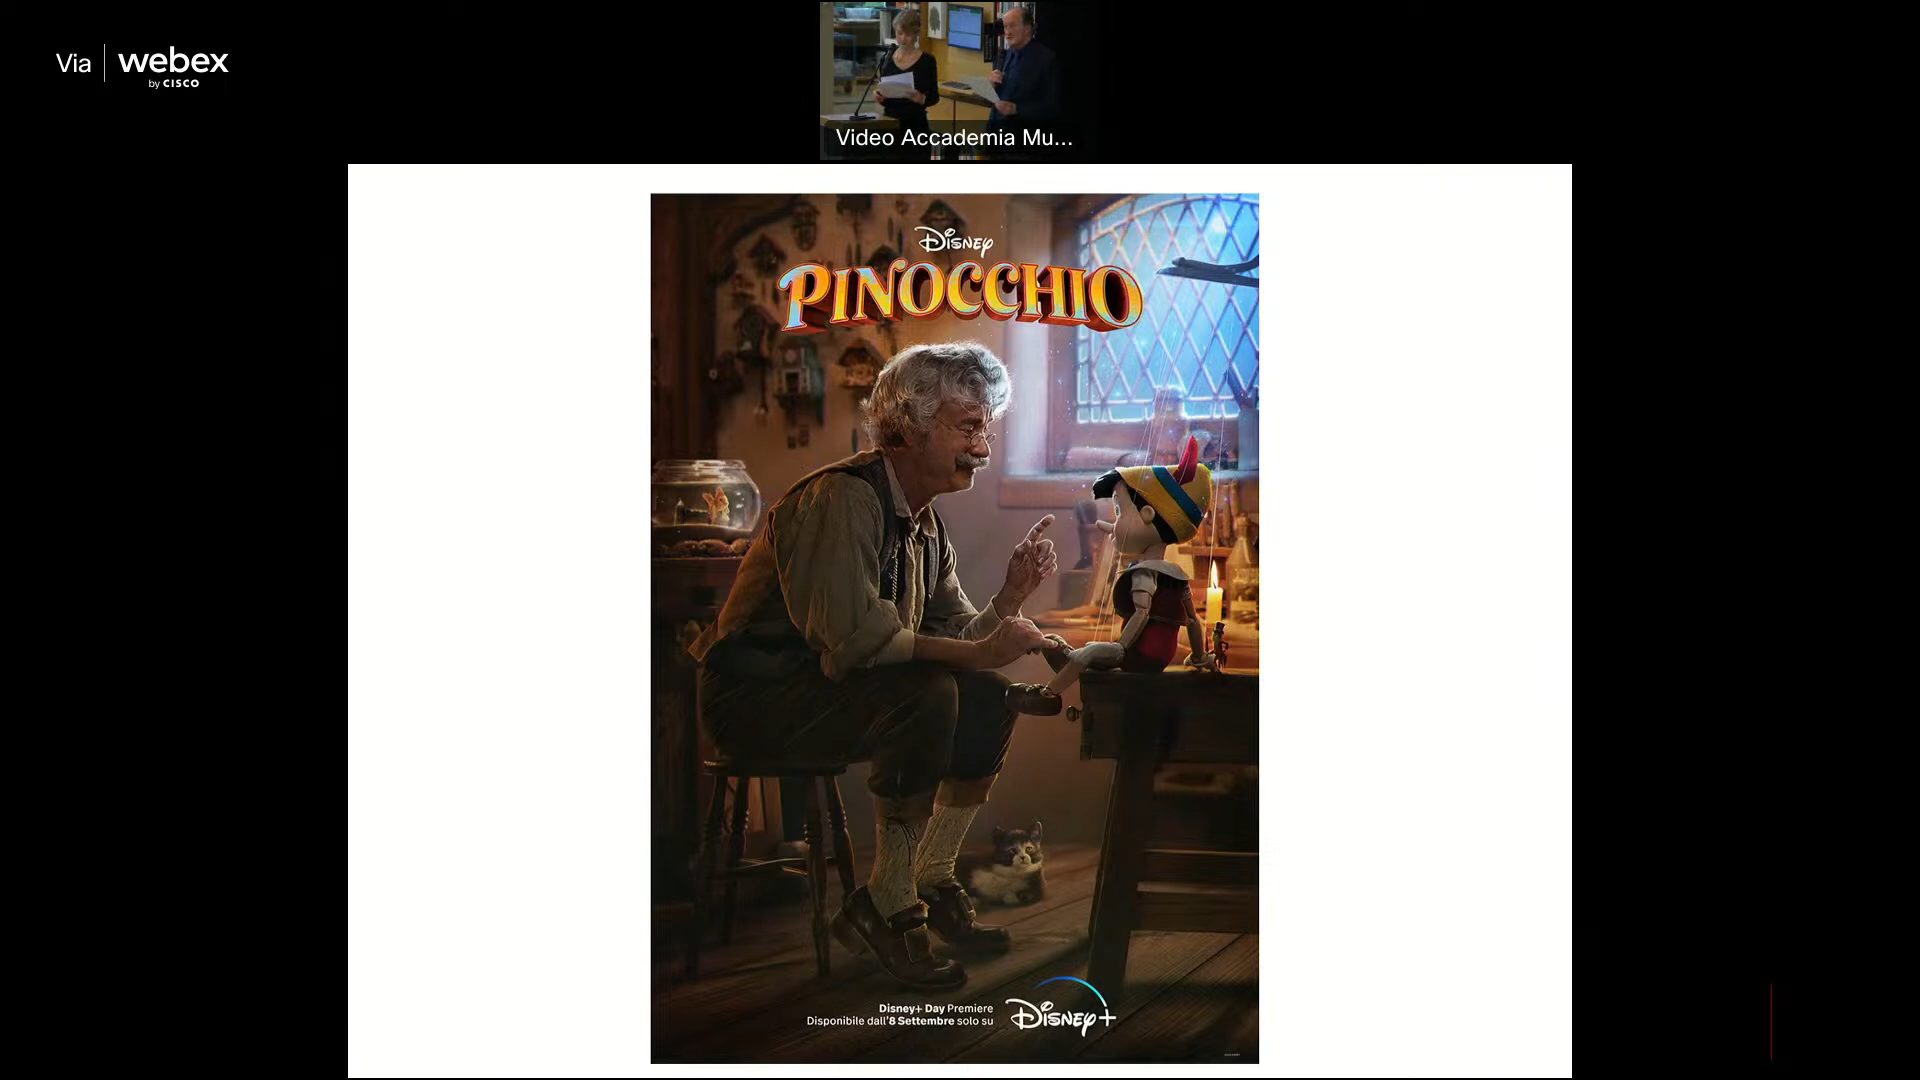 Via webex
by CISCO
Video Accademia Mu...
Disney
PINOCCHIO
Disney+ Day Premiere
Disponibile dall'8 Settembre solo su
Disney+